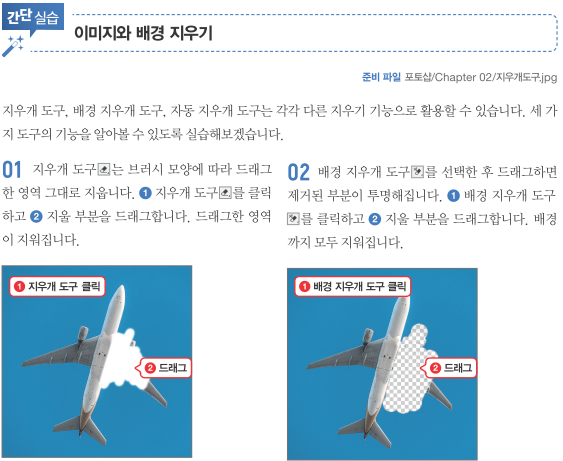 간단 실습
이미지와 배경 지우기
준비 파일 포토샵/Chapter 02/지우개도구.jpg
지우개 도구, 배경 지우개 도구, 자동 지우개 도구는 각각 다른 지우기 기능으로 활용할 수 있습니다. 세 가
지 도구의 기능을 알아볼 수 있도록 실습해보겠습니다.
01 지우개 도구는 브러시 모양에 따라 드래그
한 영역 그대로 지웁니다. ❶ 지우개 도구를 클릭
하고 ❷ 지울 부분을 드래그합니다. 드래그한 영역
이 지워집니다.
❶ 지우개 도구 클릭
❷ 드래그
02 배경 지우개 도구를 선택한 후 드래그하면
제거된 부분이 투명해집니다. ❶ 배경 지우개 도구
를 클릭하고 ❷ 지울 부분을 드래그합니다. 배경
까지 모두 지워집니다.
❶ 배경 지우개 도구 클릭
❷ 드래그